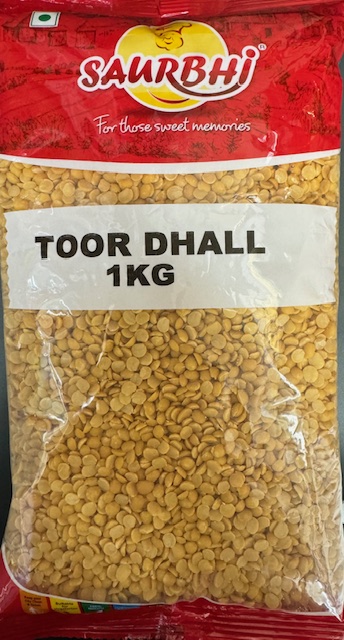 SAURBHi
For those sweet memories
TOOR DHALL
1KG